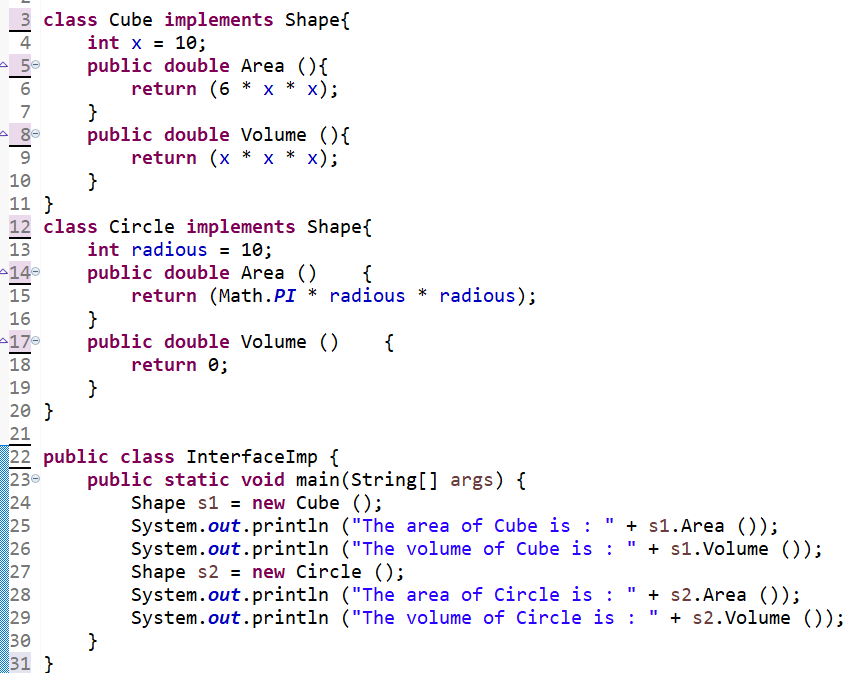 3 class Cube implements Shape{
4     int x = 10;
5     public double Area (){
6         return (6 * x * x);
7     }
8     public double Volume (){
9         return (x * x * x);
10     }
11 }
12 class Circle implements Shape{
13     int radious = 10;
14     public double Area ()    {
15         return (Math.PI * radious * radious);
16     }
17     public double Volume ()    {
18         return 0;
19     }
20 }
21
22 public class InterfaceImp {
23     public static void main(String[] args) {
24         Shape s1 = new Cube ();
25         System.out.println ("The area of Cube is : " + s1.Area ());
26         System.out.println ("The volume of Cube is : " + s1.Volume ());
27         Shape s2 = new Circle ();
28         System.out.println ("The area of Circle is : " + s2.Area ());
29         System.out.println ("The volume of Circle is : " + s2.Volume ());
30     }
31 }